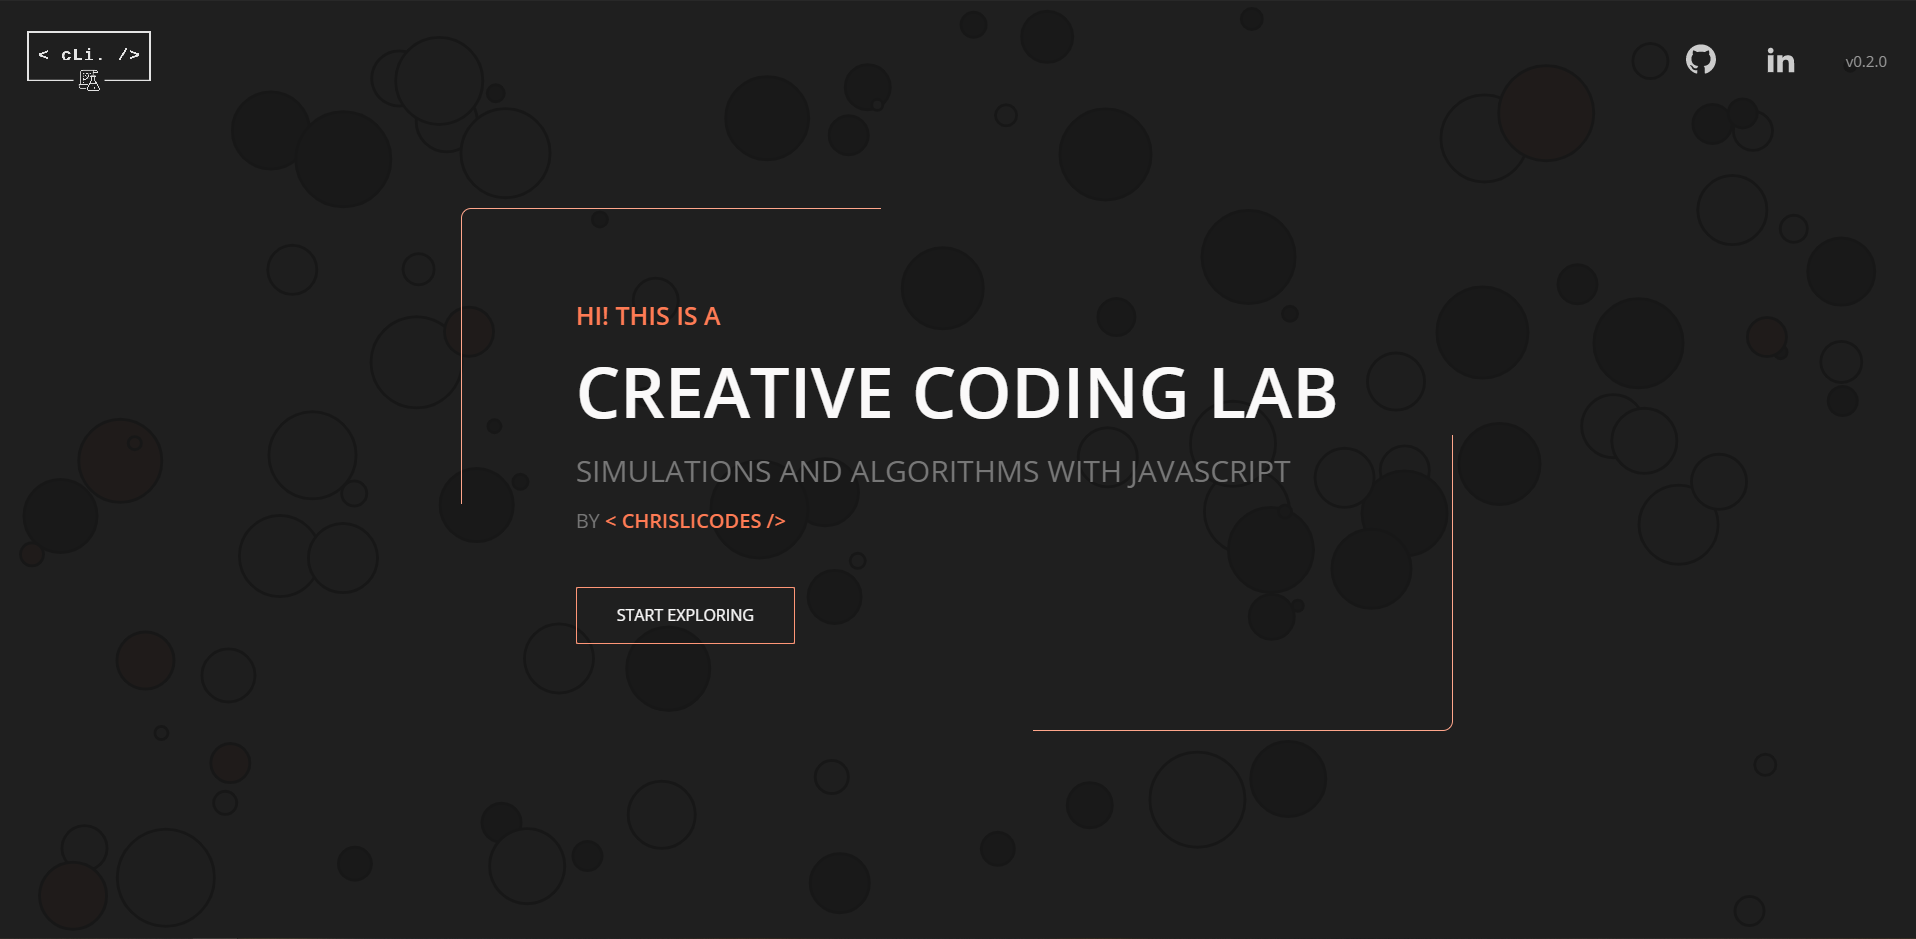 < cLi. />
v0.2.0
HI! THIS IS A
CREATIVE CODING LAB
SIMULATIONS AND ALGORITHMS WITH JAVASCRIPT
BY < CHRISLICODES />
START EXPLORING